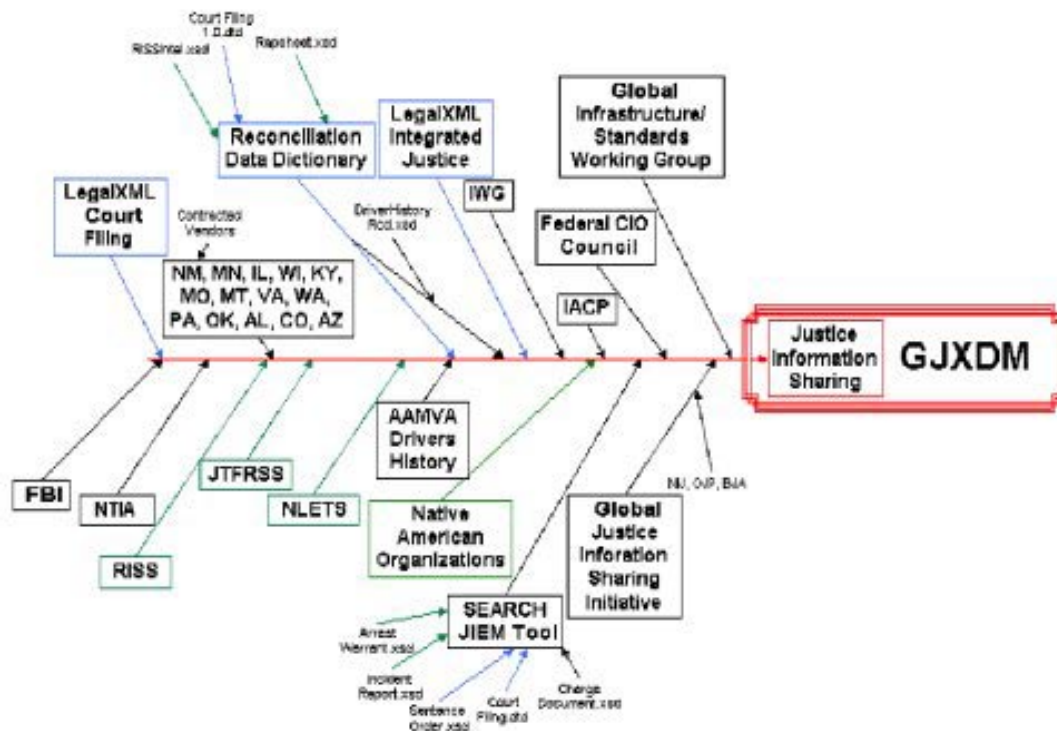 Court Filing
1.0.dtd
RISSIntel.xsd
Rapsheet.xsd
Reconciliation
Data Dictionary
LegalXML
Integrated
Justice
Global
Infrastructure/
Standards
Working Group
LegalXML
Court
Filing
Contracted
Vendors
DriverHistory
Rcd.xsd
IWG
Federal CIO
Council
NM, MN, IL, WI, KY,
MO, MT, VA, WA,
PA, OK, AL, CO, AZ
IACP
Justice
Information
Sharing
GJXDM
FBI
NTIA
RISS
JTFRSS
NLETS
AAMVA
Drivers
History
Native
American
Organizations
NIJ, OJP, BJA
Global
Justice
Inforation
Sharing
Initiative
SEARCH
JIEM Tool
Arrest
Warrant.xsd
Incident
Report.xsd
Sentence
Order.xsd
Court
Filing.dtd
Charge
Document.xsd